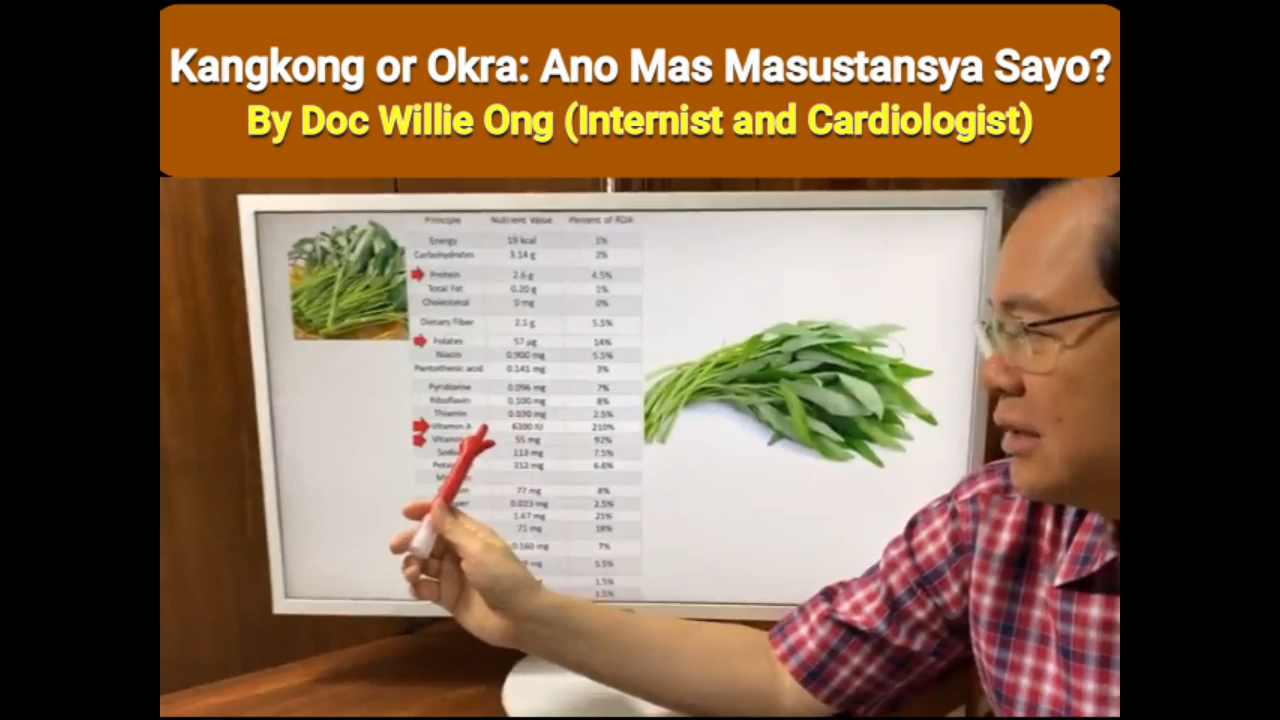 Kangkong or Okra: Ano Mas Masustansya Sayo?
By Doc Willie Ong (Internist and Cardiologist)
Principle Nutrient Value Percent of RDA
Energy 19 kcal 1%
Carbohydrates 3.14 g 2%
Protein 2.6 g 4.5%
Total Fat 0.20 g 1%
Cholesterol 0 mg 0%
Dietary Fiber 2.1 g 5.5%
Folates 57 µg 14%
Niacin 0.900 mg 5.5%
Pantothenic acid 0.141 mg 3%
Pyridoxine 0.096 mg 7%
Riboflavin 0.100 mg 8%
Thiamin 0.030 mg 2.5%
Vitamin A 6300 IU 210%
Vitamin 55 mg 92%
113 mg 7.5%
312 mg 6.6%
77 mg 8%
0.023 mg 2.5%
1.67 mg 21%
71 mg 18%
0.160 mg 7%
5.5%
1.5%
1.5%